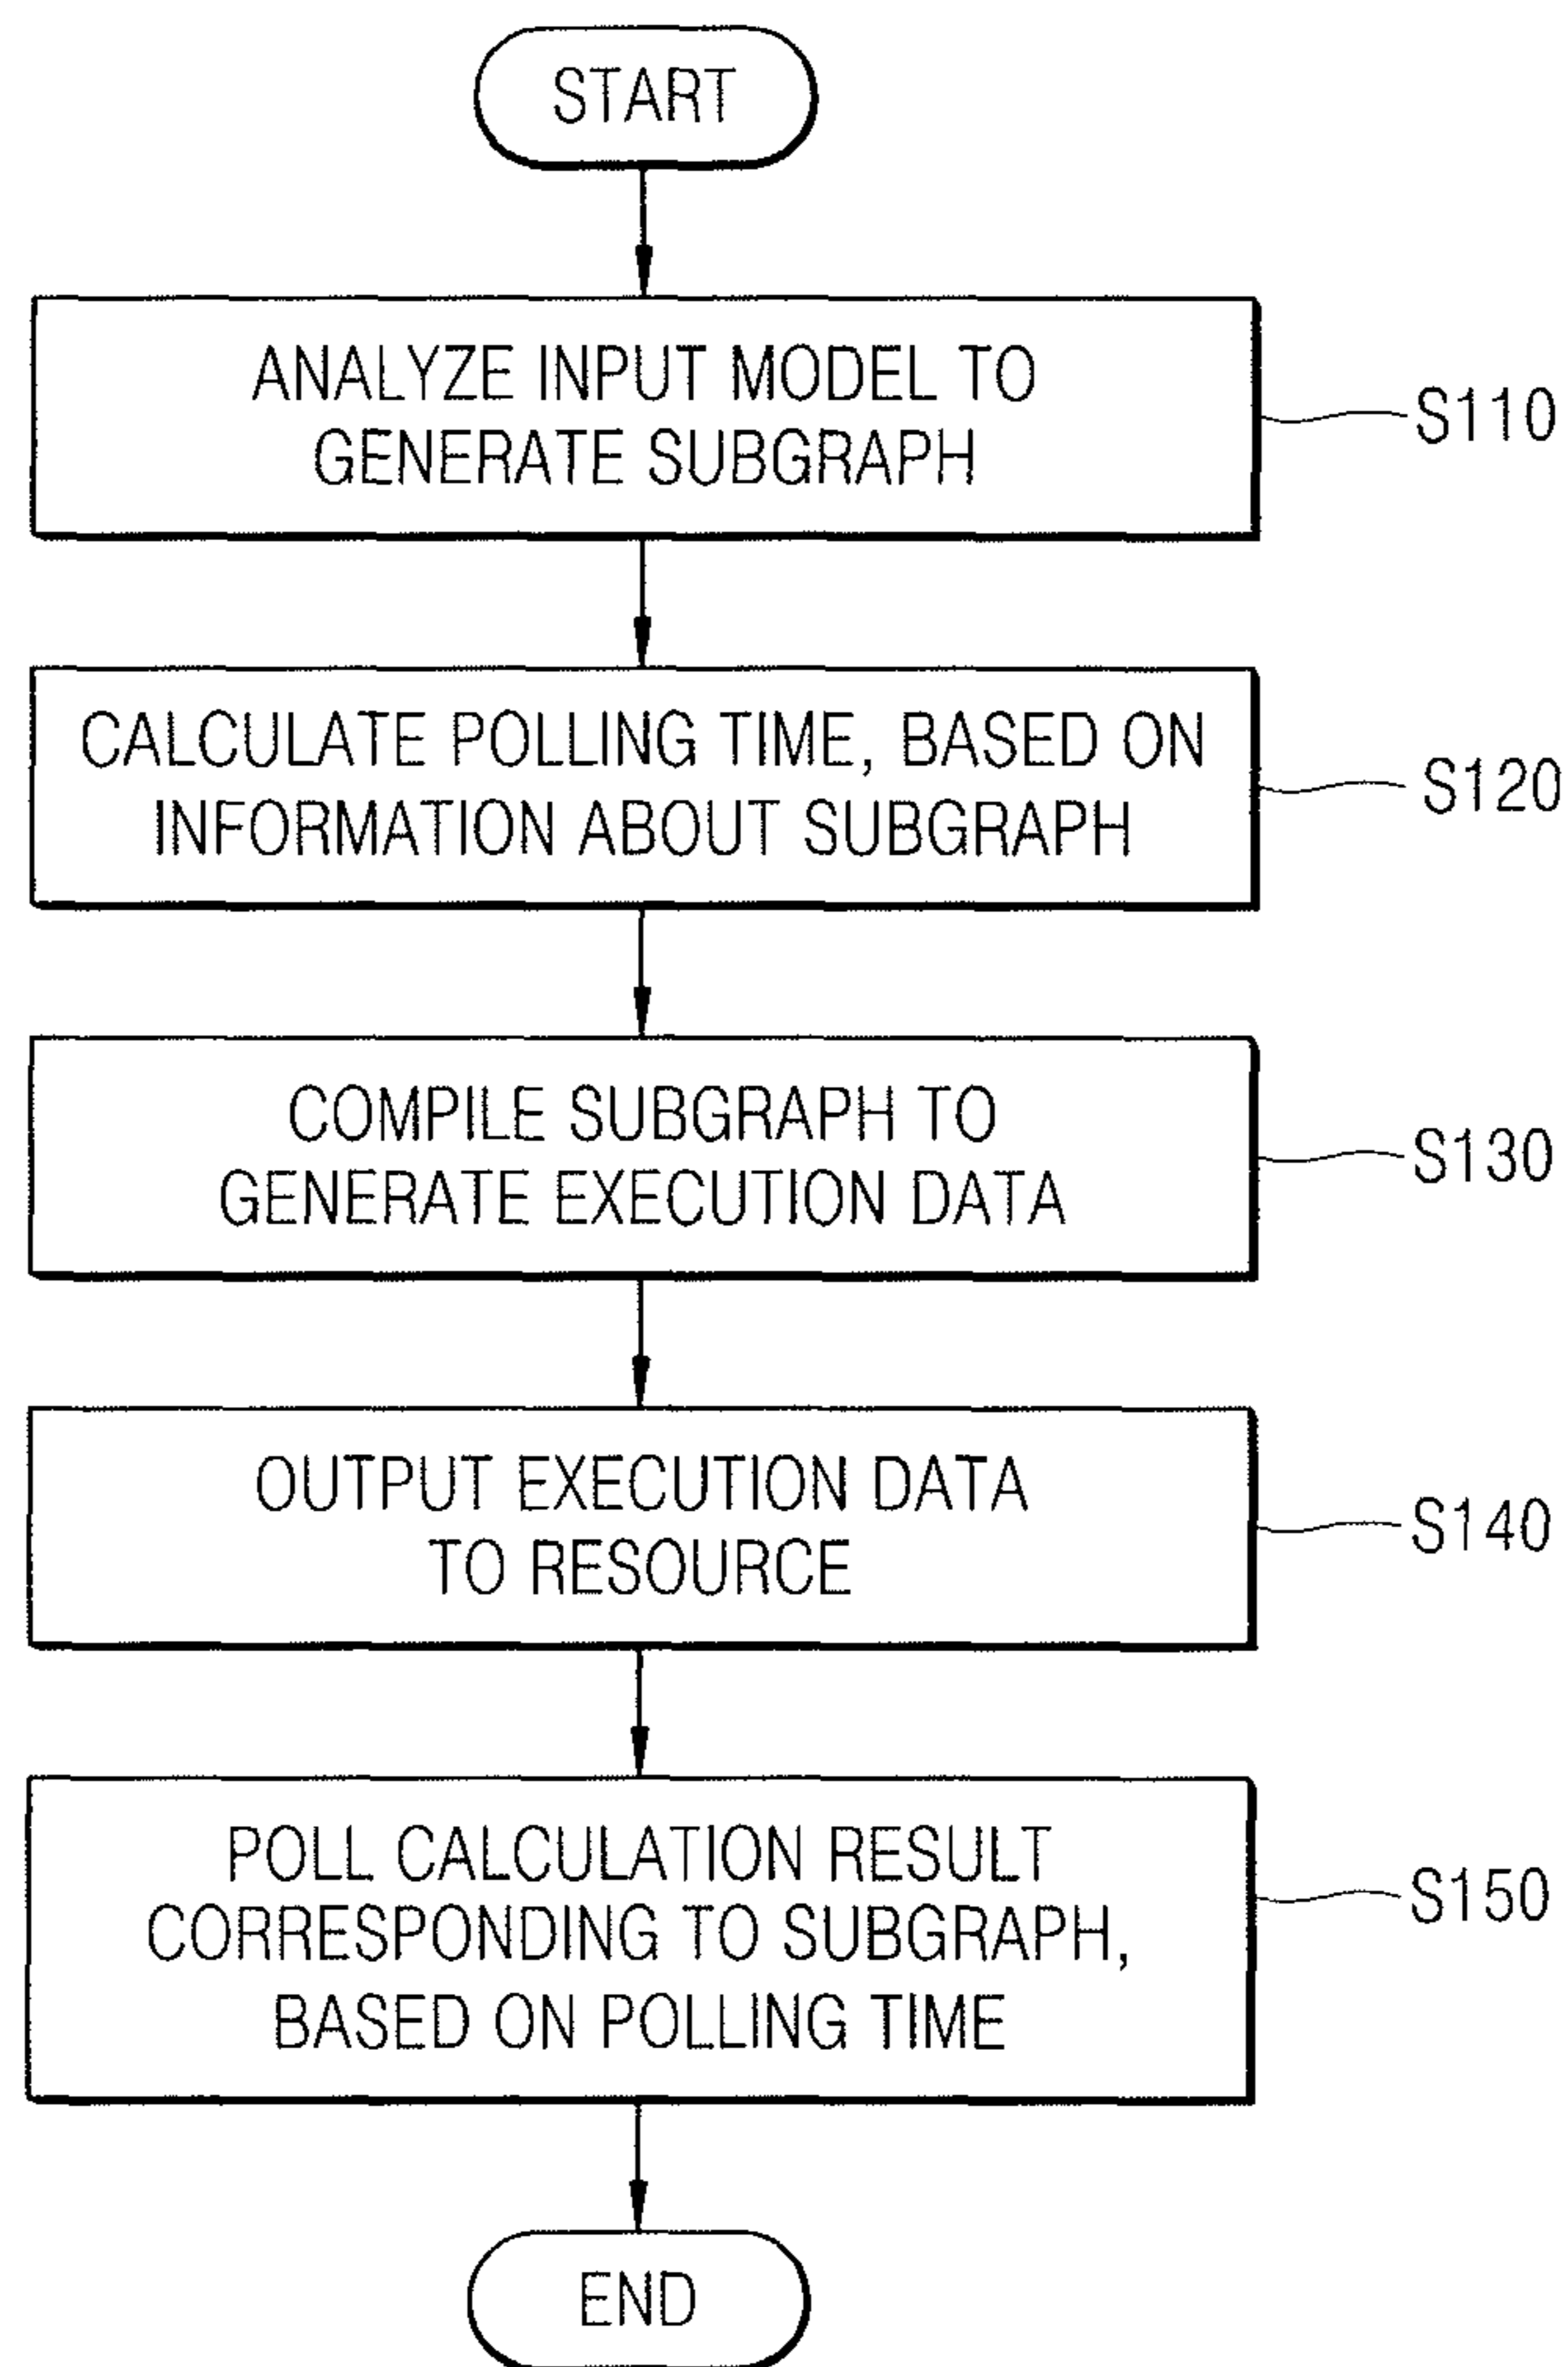 START
ANALYZE INPUT MODEL TO
GENERATE SUBGRAPH
S110
CALCULATE POLLING TIME, BASED ON
INFORMATION ABOUT SUBGRAPH
S120
COMPILE SUBGRAPH TO
GENERATE EXECUTION DATA
S130
OUTPUT EXECUTION DATA
TO RESOURCE
S140
POLL CALCULATION RESULT
CORRESPONDING TO SUBGRAPH,
BASED ON POLLING TIME
S150
END